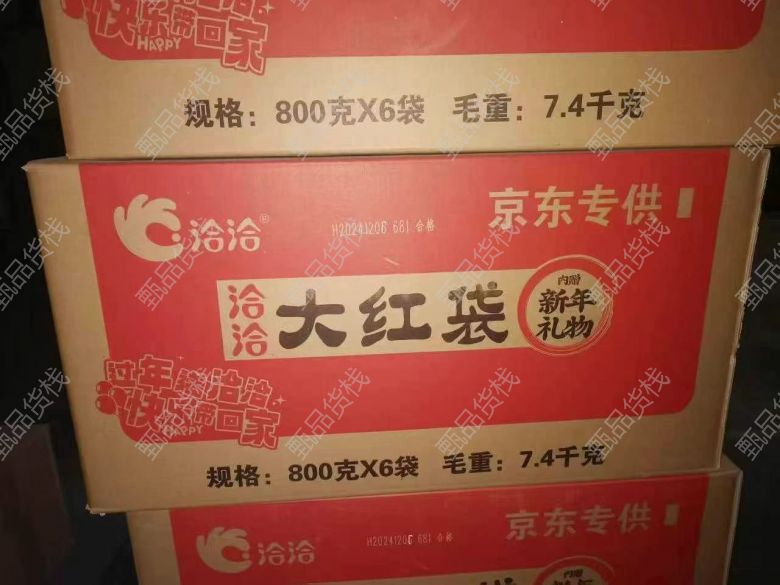 快乐带回家
HAPPY
规格：800克X6袋 毛重：7.4千克
洽洽®
H20241206 681 合格
京东专供
洽洽
大红袋
内赠
新年
礼物
过年翻洽洽
快乐带回家
HAPPY
规格：800克X6袋 毛重：7.4千克
洽洽
H20241206 681 合格
京东专供
甄品货栈